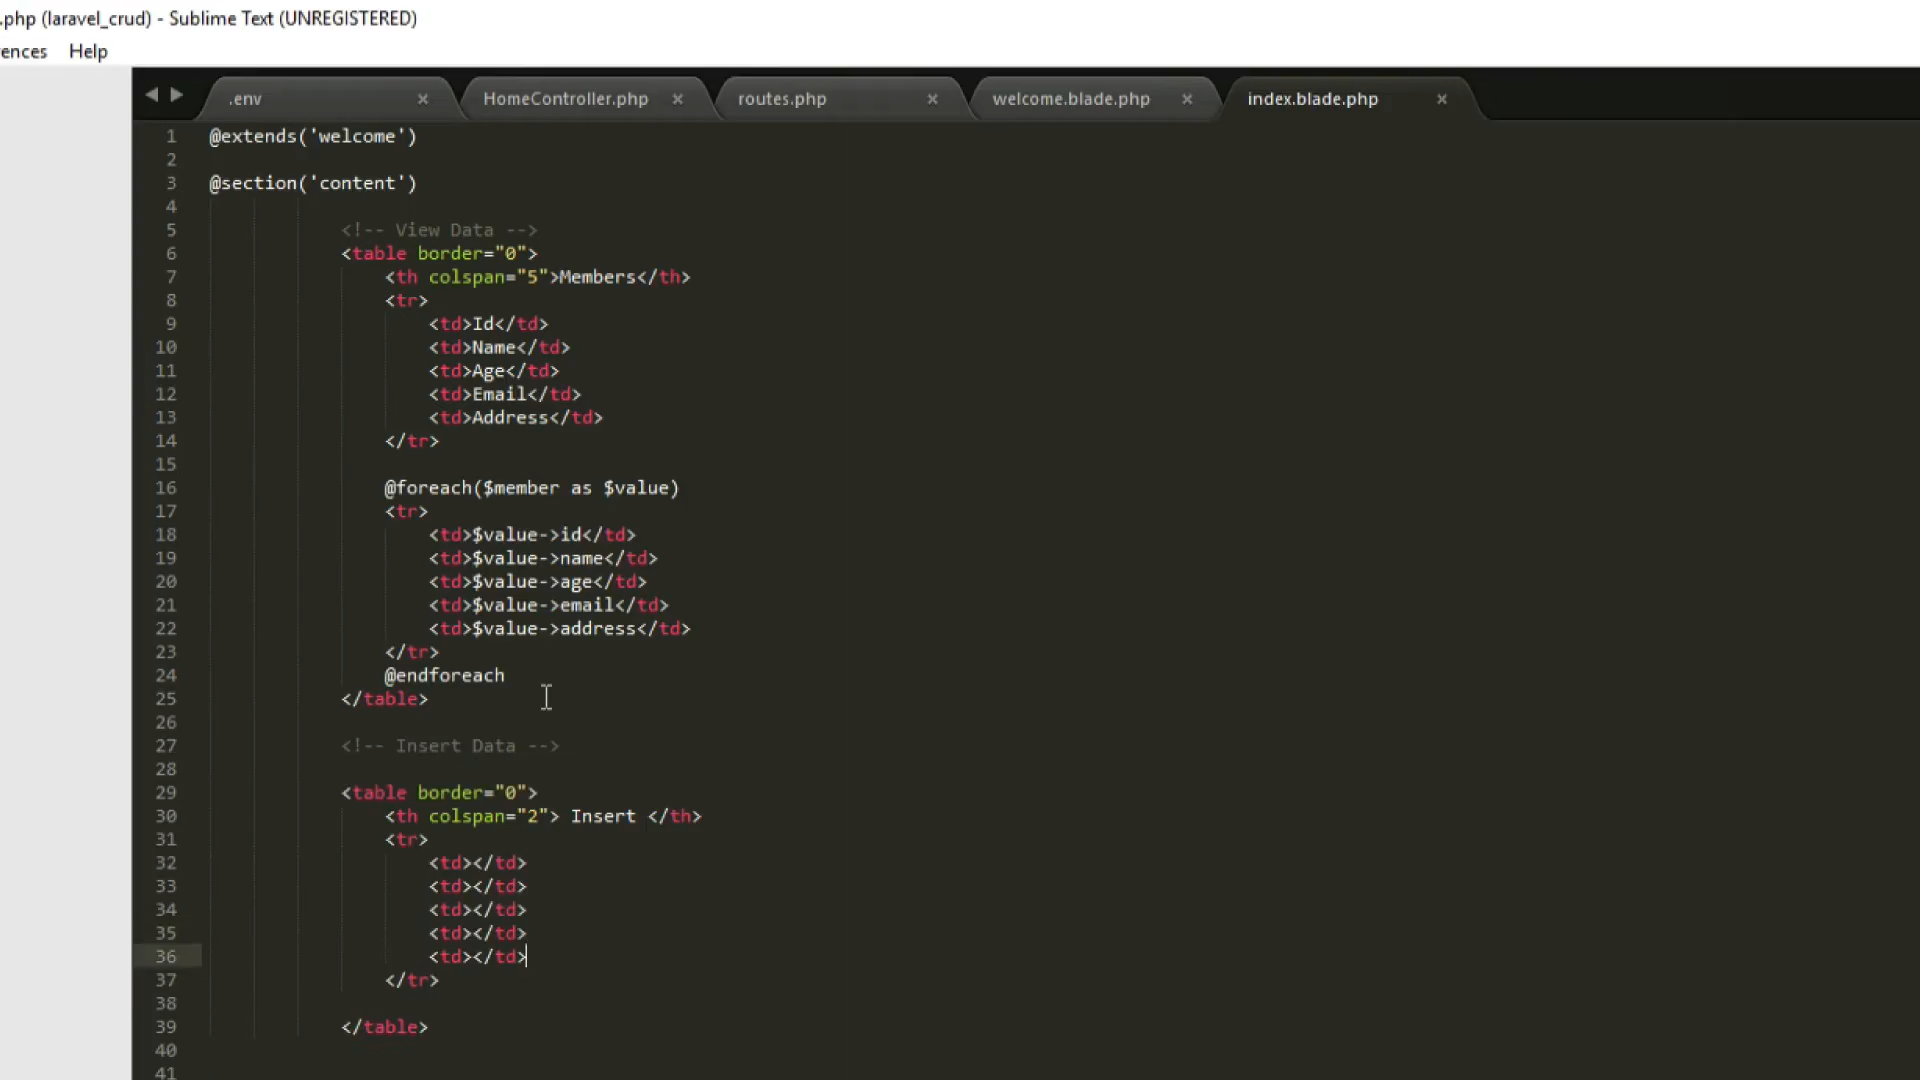 .php (laravel_crud) - Sublime Text (UNREGISTERED)
ences Help
.env HomeController.php routes.php welcome.blade.php index.blade.php
1 @extends('welcome')
2
3 @section('content')
4
5 <!-- View Data -->
6 <table border="0">
7 <th colspan="5">Members</th>
8 <tr>
9 <td>Id</td>
10 <td>Name</td>
11 <td>Age</td>
12 <td>Email</td>
13 <td>Address</td>
14 </tr>
15
16 @foreach($member as $value)
17 <tr>
18 <td>$value->id</td>
19 <td>$value->name</td>
20 <td>$value->age</td>
21 <td>$value->email</td>
22 <td>$value->address</td>
23 </tr>
24 @endforeach
25 </table>
26
27 <!-- Insert Data -->
28
29 <table border="0">
30 <th colspan="2"> Insert </th>
31 <tr>
32 <td></td>
33 <td></td>
34 <td></td>
35 <td></td>
36 <td></td>
37 </tr>
38
39 </table>
40
41